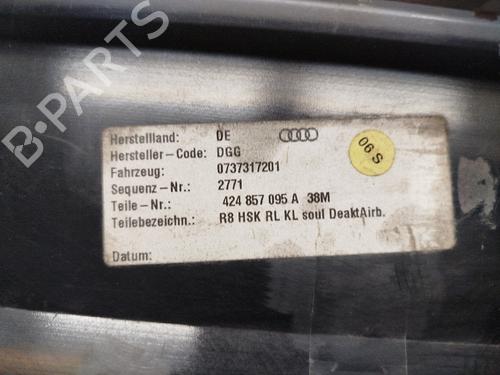 B-PARTS
Herstelland: DE
Hersteller-Code: DGG
Fahrzeug: 0737317201
Sequenz-Nr.: 2771
Teile-Nr.: 424 857 095 A 38M
Teilebezeichn.: R8 HSK RL KL soul DeaktAirb.
Datum:
06 S